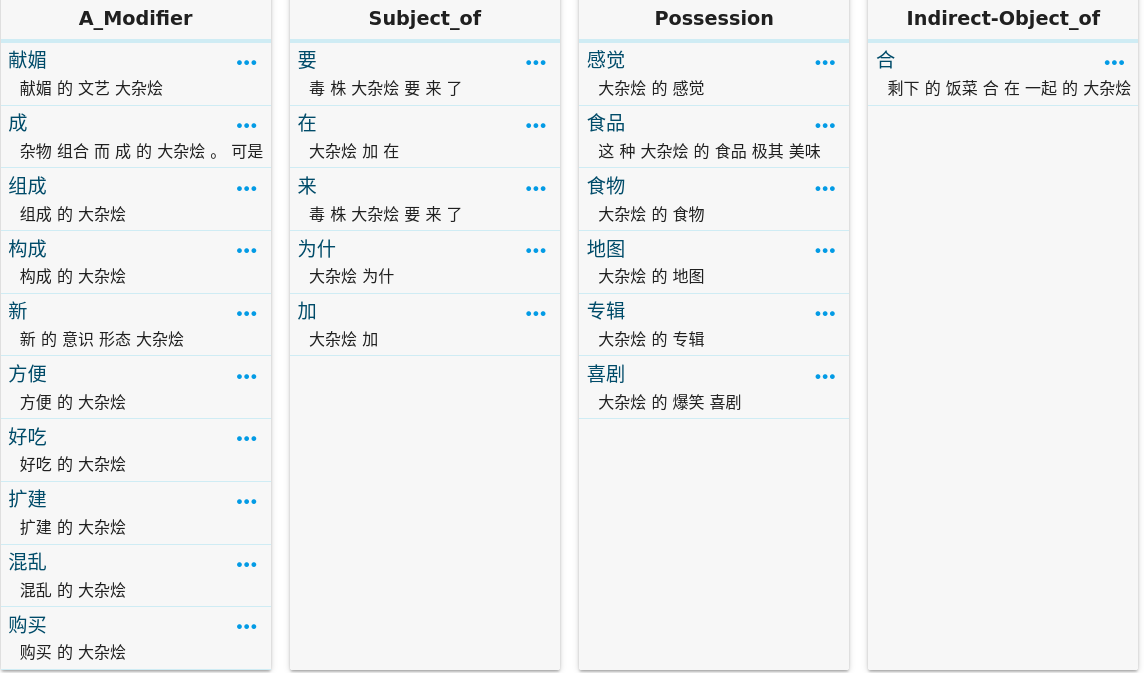 A_Modifier
献媚
献媚 的 文艺 大杂烩
成
杂物 组合 而 成 的 大杂烩 。 可是
组成
组成 的 大杂烩
构成
构成 的 大杂烩
新
新 的 意识 形态 大杂烩
方便
方便 的 大杂烩
好吃
好吃 的 大杂烩
扩建
扩建 的 大杂烩
混乱
混乱 的 大杂烩
购买
购买 的 大杂烩
Subject_of
要
毒 株 大杂烩 要 来 了
在
大杂烩 加 在
来
毒 株 大杂烩 要 来 了
为什
大杂烩 为什
加
大杂烩 加
Possession
感觉
大杂烩 的 感觉
食品
这 种 大杂烩 的 食品 极其 美味
食物
大杂烩 的 食物
地图
大杂烩 的 地图
专辑
大杂烩 的 专辑
喜剧
大杂烩 的 爆笑 喜剧
Indirect-Object_of
合
剩下 的 饭菜 合 在 一起 的 大杂烩